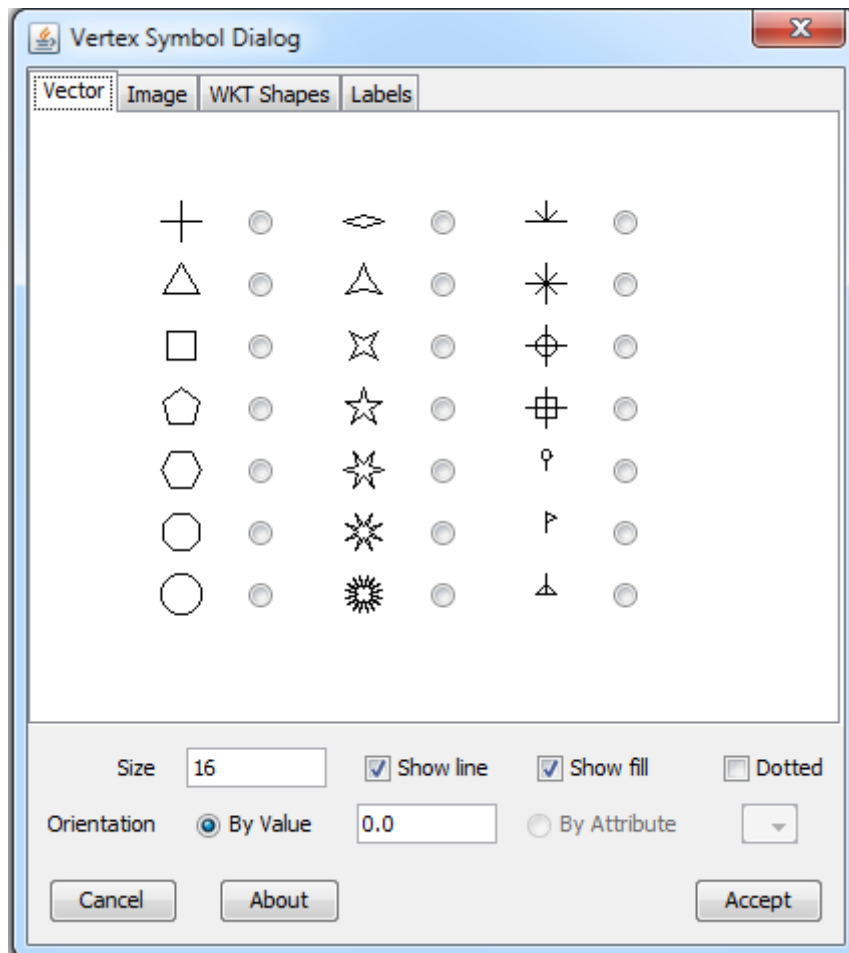 Vertex Symbol Dialog
Vector Image WKT Shapes Labels
Size 16 Show line Show fill Dotted
Orientation By Value 0.0 By Attribute
Cancel About Accept